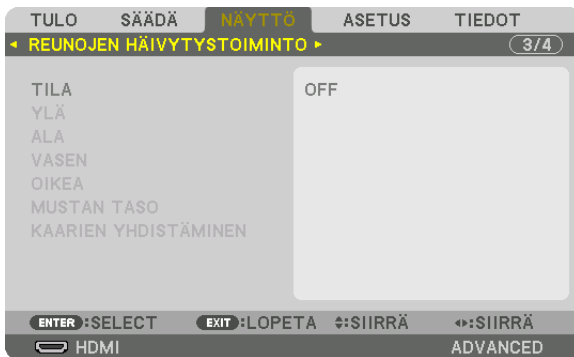 TULO SÄÄDÄ NÄYTTÖ ASETUS TIEDOT
◂ REUNOJEN HÄIVYTYSTOIMINTO ▸ 3/4
TILA OFF
YLÄ
ALA
VASEN
OIKEA
MUSTAN TASO
KAARIEN YHDISTÄMINEN
ENTER :SELECT EXIT :LOPETA :SIIRRÄ :SIIRRÄ
HDMI ADVANCED